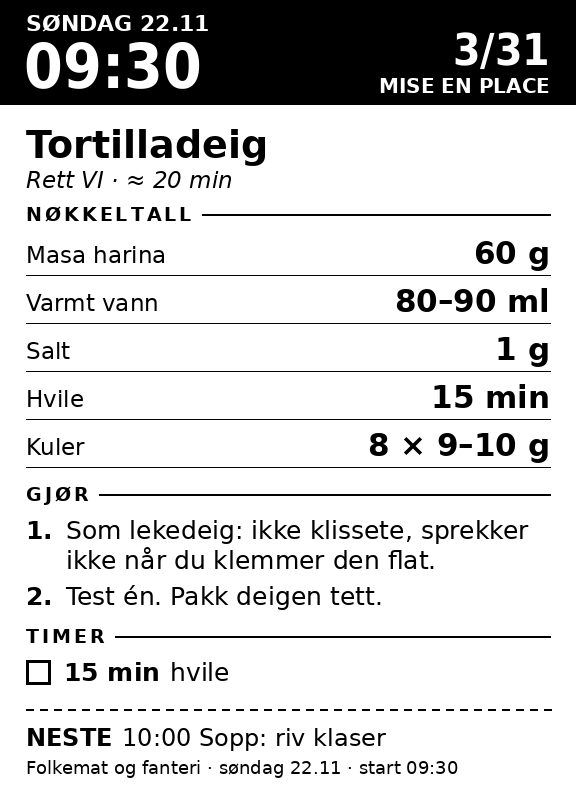 SØNDAG 22.11
09:30
3/31
MISE EN PLACE
Tortilladeig
Rett VI · ≈ 20 min
NØKKELTALL
Masa harina 60 g
Varmt vann 80–90 ml
Salt 1 g
Hvile 15 min
Kuler 8 × 9–10 g
GJØR
1. Som lekedeig: ikke klissete, sprekker
ikke når du klemmer den flat.
2. Test én. Pakk deigen tett.
TIMER
15 min hvile
NESTE 10:00 Sopp: riv klaser
Folkemat og fanteri · søndag 22.11 · start 09:30